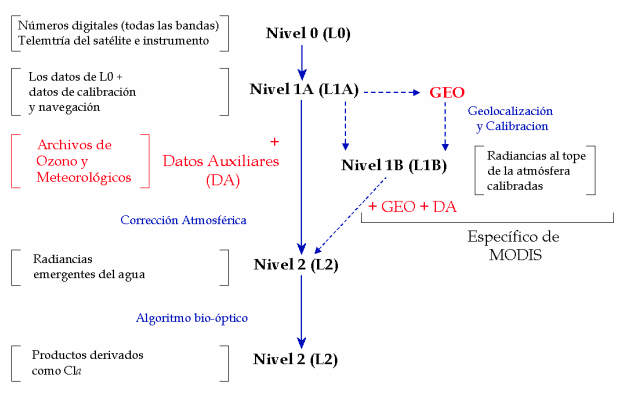 Números digitales (todas las bandas)
Telemtría del satélite e instrumento
Nivel 0 (L0)
Los datos de L0 +
datos de calibración
y navegación
Nivel 1A (L1A)
GEO
Geolocalización
y Calibracion
Archivos de
Ozono y
Meteorológicos
+
Datos Auxiliares
(DA)
Nivel 1B (L1B)
Radiancias al tope
de la atmósfera
calibradas
+ GEO + DA
Corrección Atmosférica
Específico de
MODIS
Radiancias
emergentes del agua
Nivel 2 (L2)
Algoritmo bio-óptico
Productos derivados
como Cla
Nivel 2 (L2)